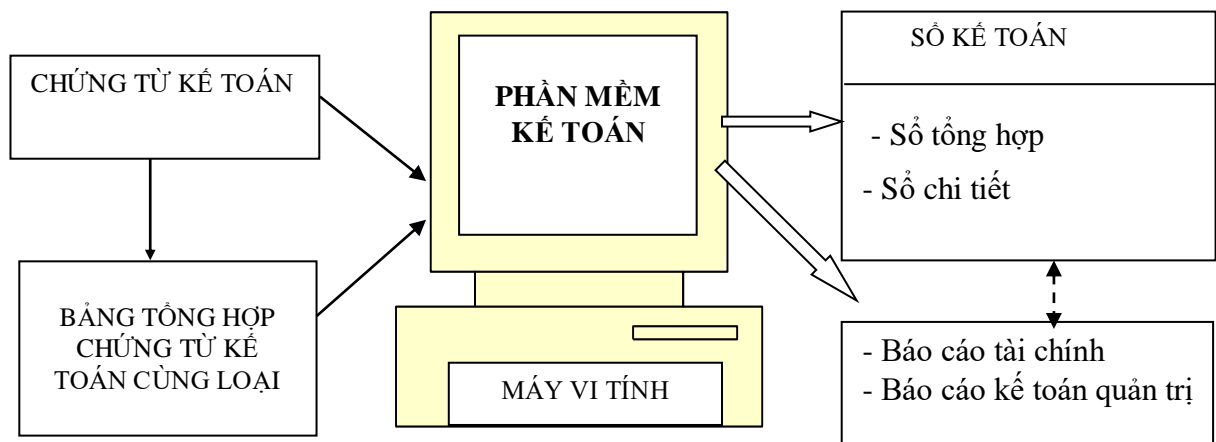 CHỨNG TỪ KẾ TOÁN
BẢNG TỔNG HỢP
CHỨNG TỪ KẾ
TOÁN CÙNG LOẠI
PHẦN MỀM
KẾ TOÁN
MÁY VI TÍNH
SỔ KẾ TOÁN
- Sổ tổng hợp
- Sổ chi tiết
- Báo cáo tài chính
- Báo cáo kế toán quản trị